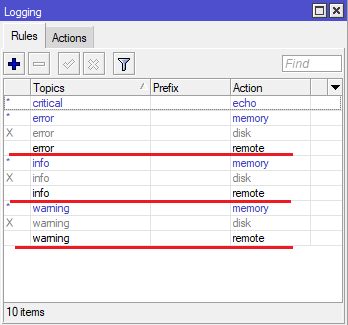 Logging
Rules Actions
Find
Topics Prefix Action
* critical echo
* error memory
X error disk
error remote
* info memory
X info disk
info remote
* warning memory
X warning disk
warning remote
10 items